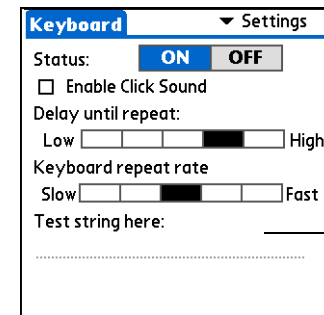 Keyboard Settings
Status: ON OFF
Enable Click Sound
Delay until repeat:
Low High
Keyboard repeat rate
Slow Fast
Test string here: